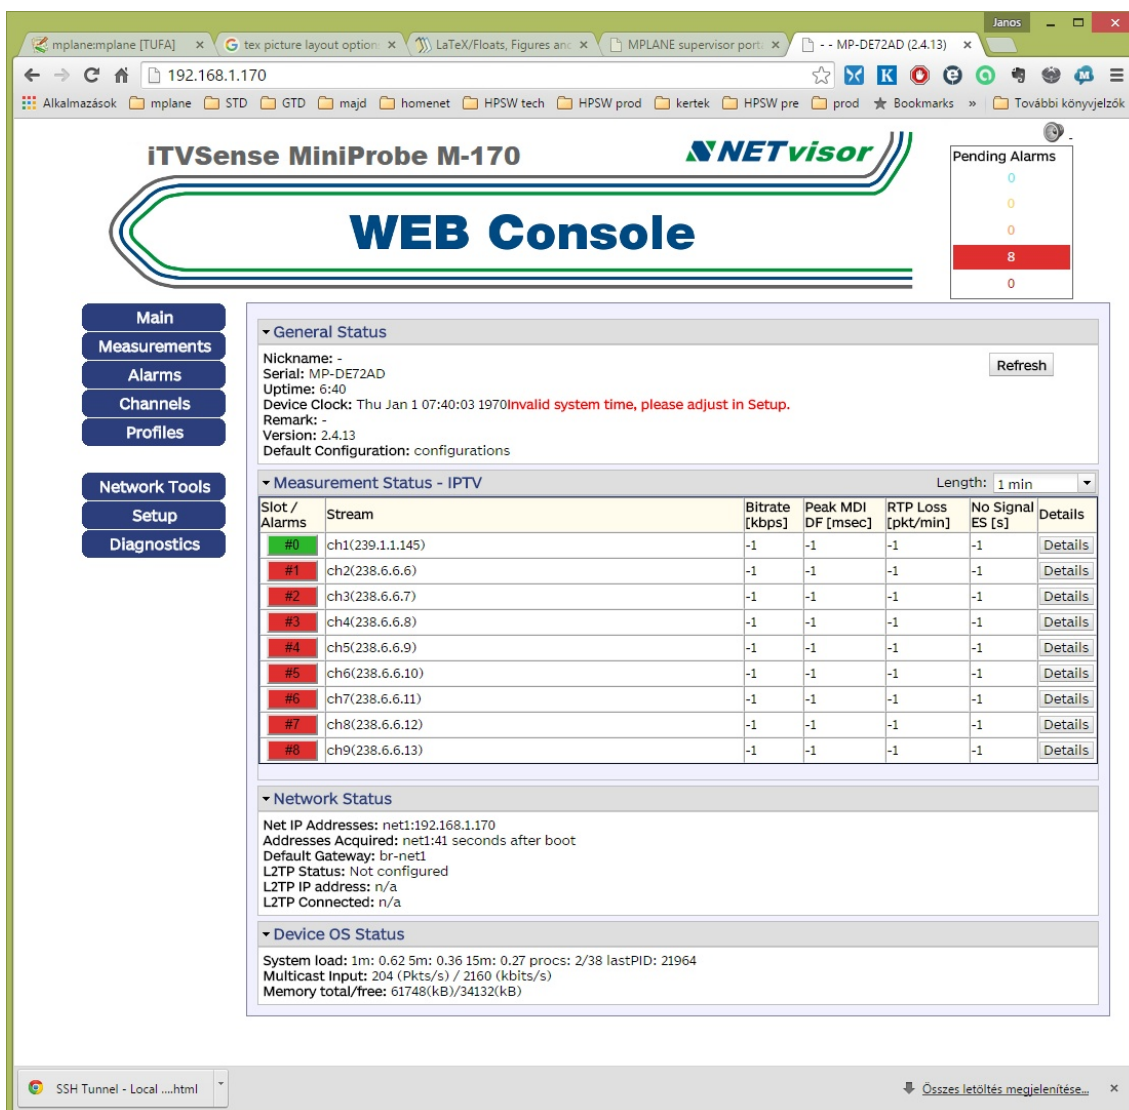 Janos
mplane:mplane [TUFA]
tex picture layout option
LaTeX/Floats, Figures and
MPLANE supervisor port
- - MP-DE72AD (2.4.13)
192.168.1.170
Alkalmazások mplane STD GTD majd homenet HPSW tech HPSW prod kertek HPSW pre prod Bookmarks » További könyvjelzők
iTVSense MiniProbe M-170
NETvisor
WEB Console
-
Pending Alarms
0
0
0
8
0
Main
Measurements
Alarms
Channels
Profiles
Network Tools
Setup
Diagnostics
General Status
Nickname: -
Serial: MP-DE72AD
Uptime: 6:40
Device Clock: Thu Jan 1 07:40:03 1970Invalid system time, please adjust in Setup.
Remark: -
Version: 2.4.13
Default Configuration: configurations
Refresh
Measurement Status - IPTV
Length: 1 min
Slot / Alarms Stream Bitrate [kbps] Peak MDI DF [msec] RTP Loss [pkt/min] No Signal ES [s] Details
#0 ch1(239.1.1.145) -1 -1 -1 -1 Details
#1 ch2(238.6.6.6) -1 -1 -1 -1 Details
#2 ch3(238.6.6.7) -1 -1 -1 -1 Details
#3 ch4(238.6.6.8) -1 -1 -1 -1 Details
#4 ch5(238.6.6.9) -1 -1 -1 -1 Details
#5 ch6(238.6.6.10) -1 -1 -1 -1 Details
#6 ch7(238.6.6.11) -1 -1 -1 -1 Details
#7 ch8(238.6.6.12) -1 -1 -1 -1 Details
#8 ch9(238.6.6.13) -1 -1 -1 -1 Details
Network Status
Net IP Addresses: net1:192.168.1.170
Addresses Acquired: net1:41 seconds after boot
Default Gateway: br-net1
L2TP Status: Not configured
L2TP IP address: n/a
L2TP Connected: n/a
Device OS Status
System load: 1m: 0.62 5m: 0.36 15m: 0.27 procs: 2/38 lastPID: 21964
Multicast Input: 204 (Pkts/s) / 2160 (kbits/s)
Memory total/free: 61748(kB)/34132(kB)
SSH Tunnel - Local ....html
Összes letöltés megjelenítése...